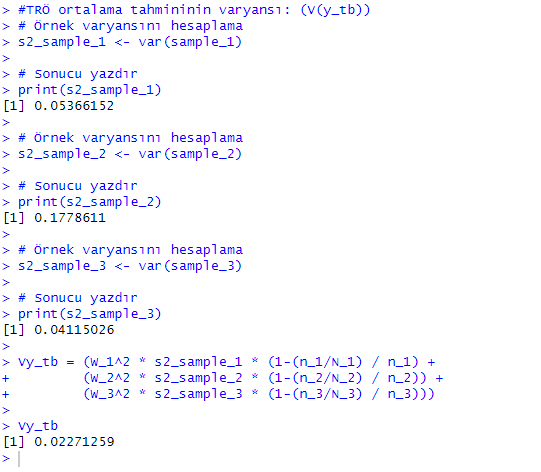 > #TRÖ ortalama tahmininin varyansı: (V(y_tb))
> # Örnek varyansını hesaplama
> s2_sample_1 <- var(sample_1)
>
> # Sonucu yazdır
> print(s2_sample_1)
[1] 0.05366152
>
> # Örnek varyansını hesaplama
> s2_sample_2 <- var(sample_2)
>
> # Sonucu yazdır
> print(s2_sample_2)
[1] 0.1778611
>
> # Örnek varyansını hesaplama
> s2_sample_3 <- var(sample_3)
>
> # Sonucu yazdır
> print(s2_sample_3)
[1] 0.04115026
>
> Vy_tb = (W_1^2 * s2_sample_1 * (1-(n_1/N_1) / n_1) +
+         (W_2^2 * s2_sample_2 * (1-(n_2/N_2) / n_2)) +
+         (W_3^2 * s2_sample_3 * (1-(n_3/N_3) / n_3)))
>
> Vy_tb
[1] 0.02271259
>